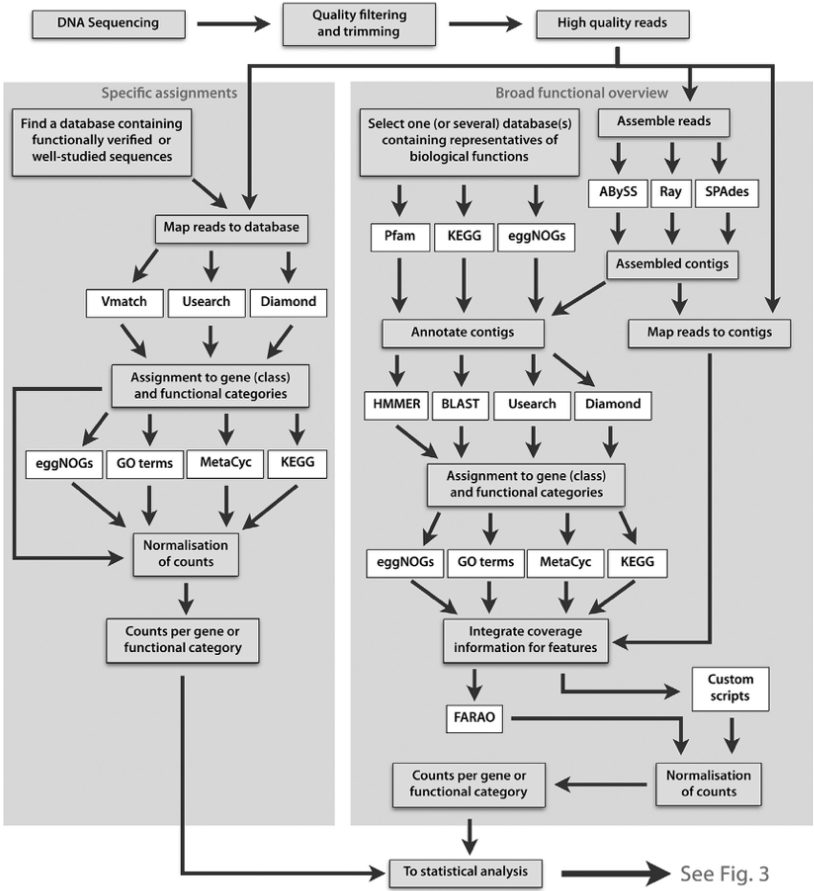 DNA Sequencing
Quality filtering
and trimming
High quality reads
Specific assignments
Find a database containing
functionally verified or
well-studied sequences
Map reads to database
Vmatch
Usearch
Diamond
Assignment to gene (class)
and functional categories
eggNOGs
GO terms
MetaCyc
KEGG
Normalisation
of counts
Counts per gene or
functional category
Broad functional overview
Select one (or several) database(s)
containing representatives of
biological functions
Assemble reads
ABySS
Ray
SPAdes
Pfam
KEGG
eggNOGs
Assembled contigs
Annotate contigs
Map reads to contigs
HMMER
BLAST
Usearch
Diamond
Assignment to gene (class)
and functional categories
eggNOGs
GO terms
MetaCyc
KEGG
Integrate coverage
information for features
Custom
scripts
FARAO
Counts per gene or
functional category
Normalisation
of counts
To statistical analysis
See Fig. 3